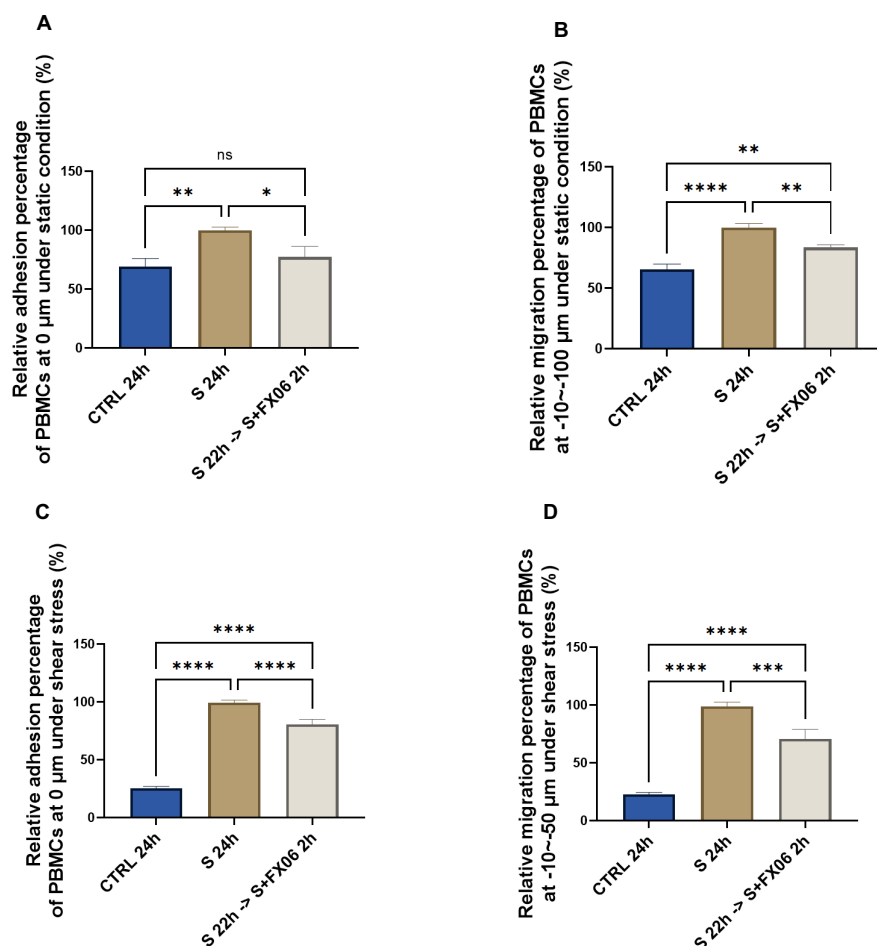 A
Relative adhesion percentage
of PBMCs at 0 µm under static condition (%)
150
100
50
0
ns
**
*
CTRL 24h
S 24h
S 22h -> S+FX06 2h
B
Relative migration percentage of PBMCs
at -10~-100 µm under static condition (%)
150
100
50
0
**
****
**
CTRL 24h
S 24h
S 22h -> S+FX06 2h
C
Relative adhesion percentage
of PBMCs at 0 µm under shear stress (%)
150
100
50
0
****
****
****
CTRL 24h
S 24h
S 22h -> S+FX06 2h
D
Relative migration percentage of PBMCs
at -10~-50 µm under shear stress (%)
150
100
50
0
****
****
***
CTRL 24h
S 24h
S 22h -> S+FX06 2h